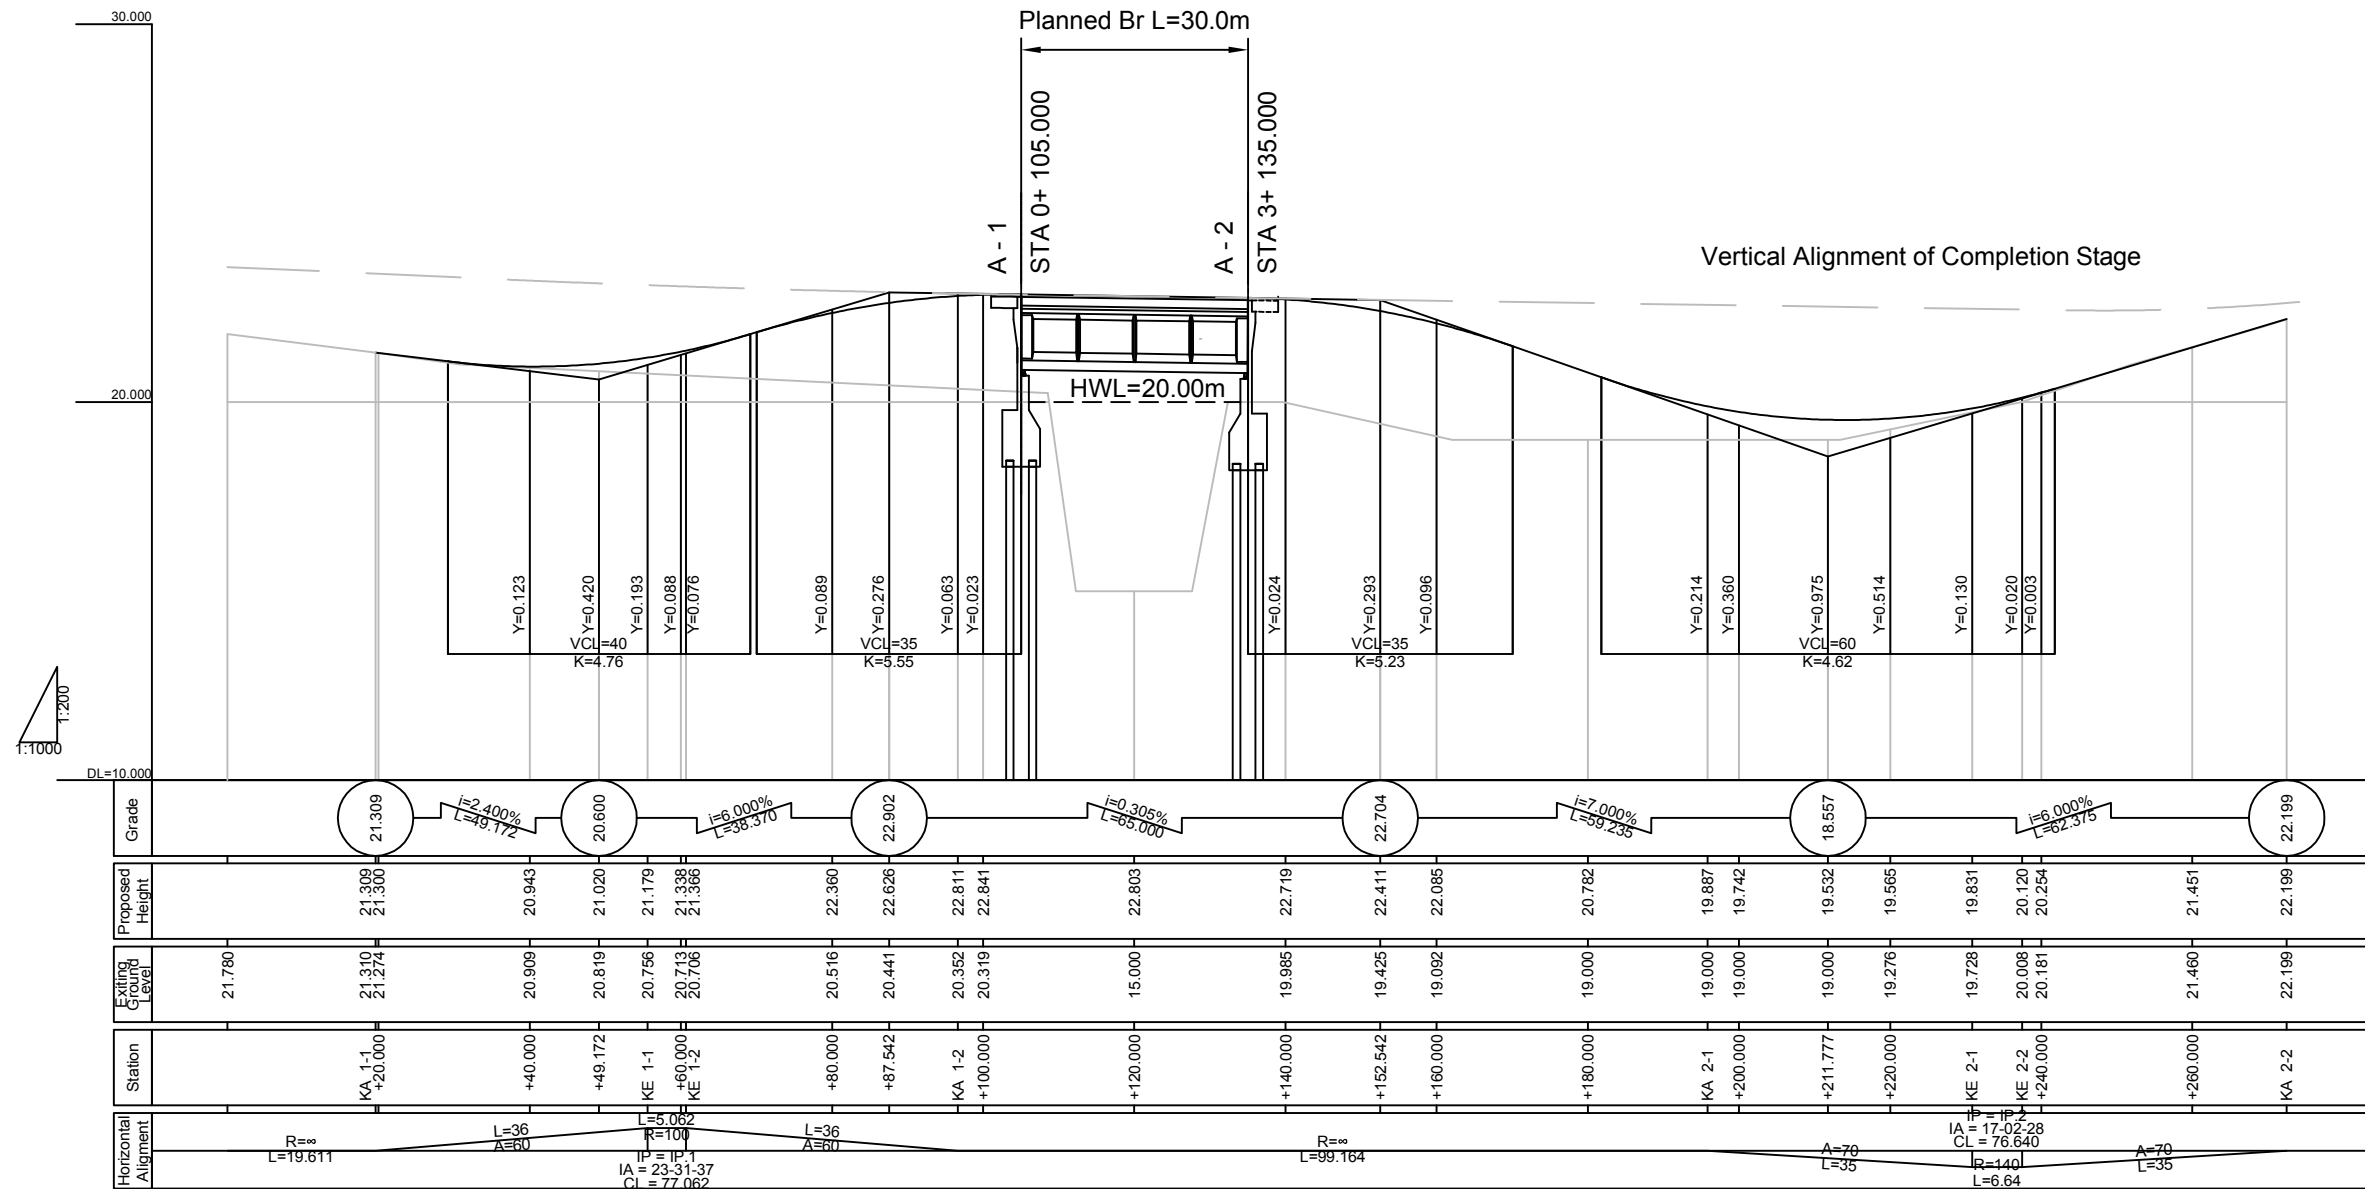 30.000
Planned Br L=30.0m
A - 1
STA 0+ 105.000
A - 2
STA 3+ 135.000
Vertical Alignment of Completion Stage
20.000
HWL=20.00m
Y=0.123
Y=0.420
Y=0.193
Y=0.088
Y=0.076
VCL=40
K=4.76
Y=0.089
Y=0.276
Y=0.063
Y=0.023
VCL=35
K=5.55
Y=0.024
Y=0.293
Y=0.096
VCL=35
K=5.23
Y=0.214
Y=0.360
Y=0.975
Y=0.514
Y=0.130
Y=0.020
Y=0.003
VCL=60
K=4.62
1:200
1:1000
DL=10.000
Grade
21.309
i=2.400%
L=49.172
20.600
i=6.000%
L=38.370
22.902
i=0.305%
L=65.000
22.704
i=7.000%
L=59.235
18.557
i=6.000%
L=62.375
22.199
Proposed
Height
21.309
21.300
20.943
21.020
21.179
21.338
21.366
22.360
22.626
22.811
22.841
22.803
22.719
22.411
22.085
20.782
19.887
19.742
19.532
19.565
19.831
20.120
20.254
21.451
22.199
Exiting
Ground
Level
21.780
21.310
21.274
20.909
20.819
20.756
20.713
20.706
20.516
20.441
20.352
20.319
15.000
19.985
19.425
19.092
19.000
19.000
19.000
19.000
19.276
19.728
20.008
20.181
21.460
22.199
Station
KA 1-1
+20.000
+40.000
+49.172
KE 1-1
+60.000
KE 1-2
+80.000
+87.542
KA 1-2
+100.000
+120.000
+140.000
+152.542
+160.000
+180.000
KA 2-1
+200.000
+211.777
+220.000
KE 2-1
KE 2-2
+240.000
+260.000
KA 2-2
Horizontal
Aligment
R=∞
L=19.611
L=36
A=60
L=5.062
R=100
IP = IP.1
IA = 23-31-37
CL = 77.062
L=36
A=60
R=∞
L=99.164
A=70
L=35
IP = IP.2
IA = 17-02-28
CL = 76.640
R=140
L=6.64
A=70
L=35